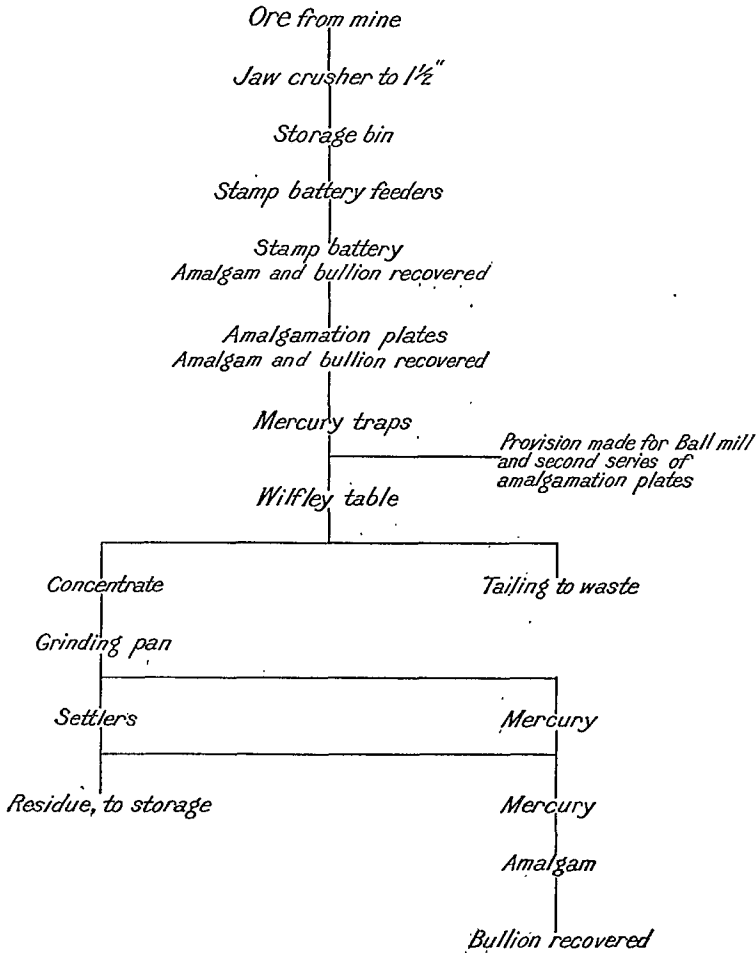 Ore from mine
Jaw crusher to 1½"
Storage bin
Stamp battery feeders
Stamp battery
Amalgam and bullion recovered
Amalgamation plates
Amalgam and bullion recovered
Mercury traps
Provision made for Ball mill
and second series of
amalgamation plates
Wilfley table
Concentrate
Tailing to waste
Grinding pan
Settlers
Mercury
Residue, to storage
Mercury
Amalgam
Bullion recovered